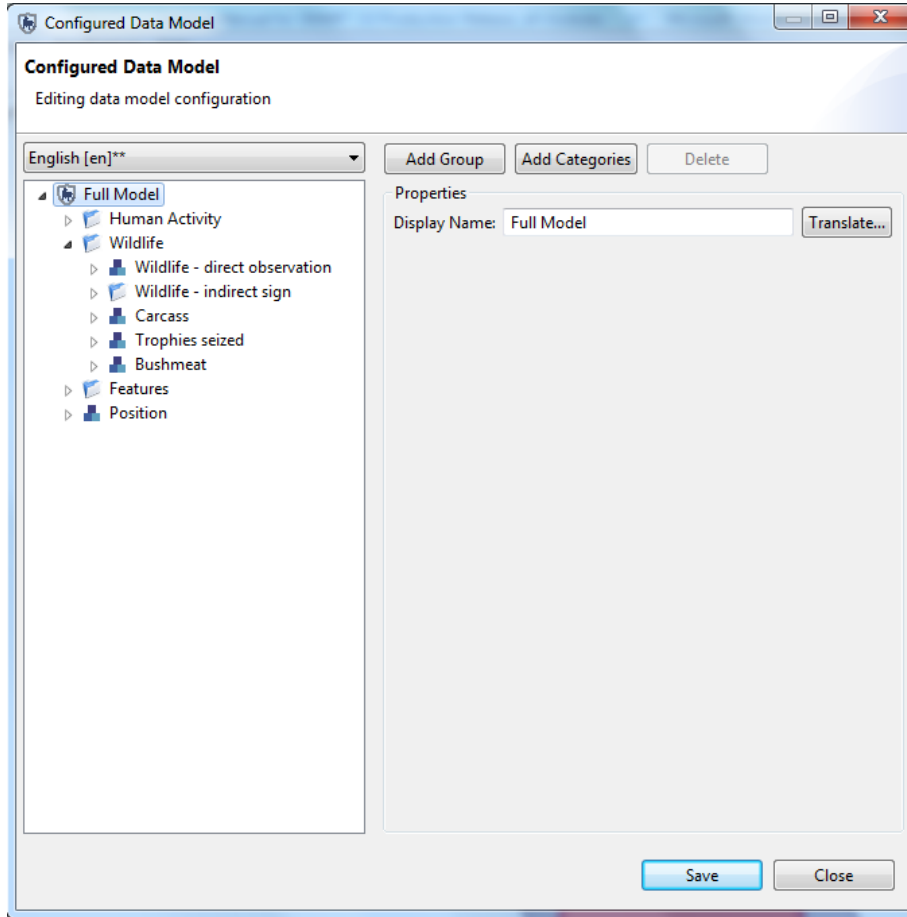 Configured Data Model
Configured Data Model
Editing data model configuration
English [en]**
Add Group
Add Categories
Delete
Full Model
Human Activity
Wildlife
Wildlife - direct observation
Wildlife - indirect sign
Carcass
Trophies seized
Bushmeat
Features
Position
Properties
Display Name: Full Model
Translate...
Save
Close